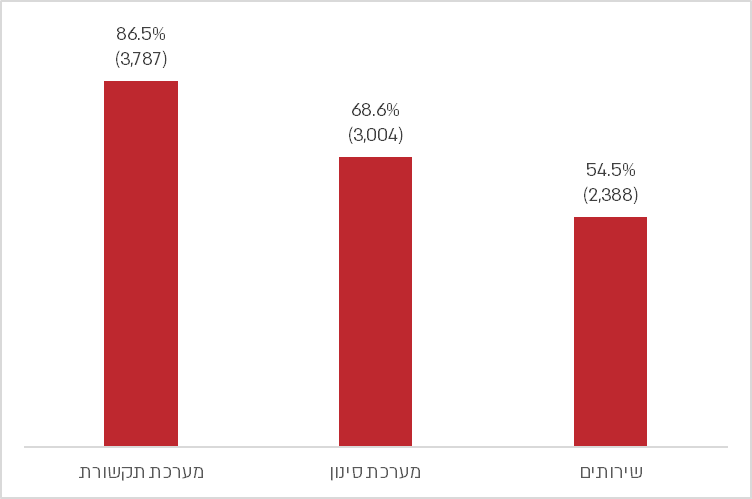 86.5%
(3,787)
68.6%
(3,004)
54.5%
(2,388)
מערכת תקשורת
מערכת סינון
שירותים